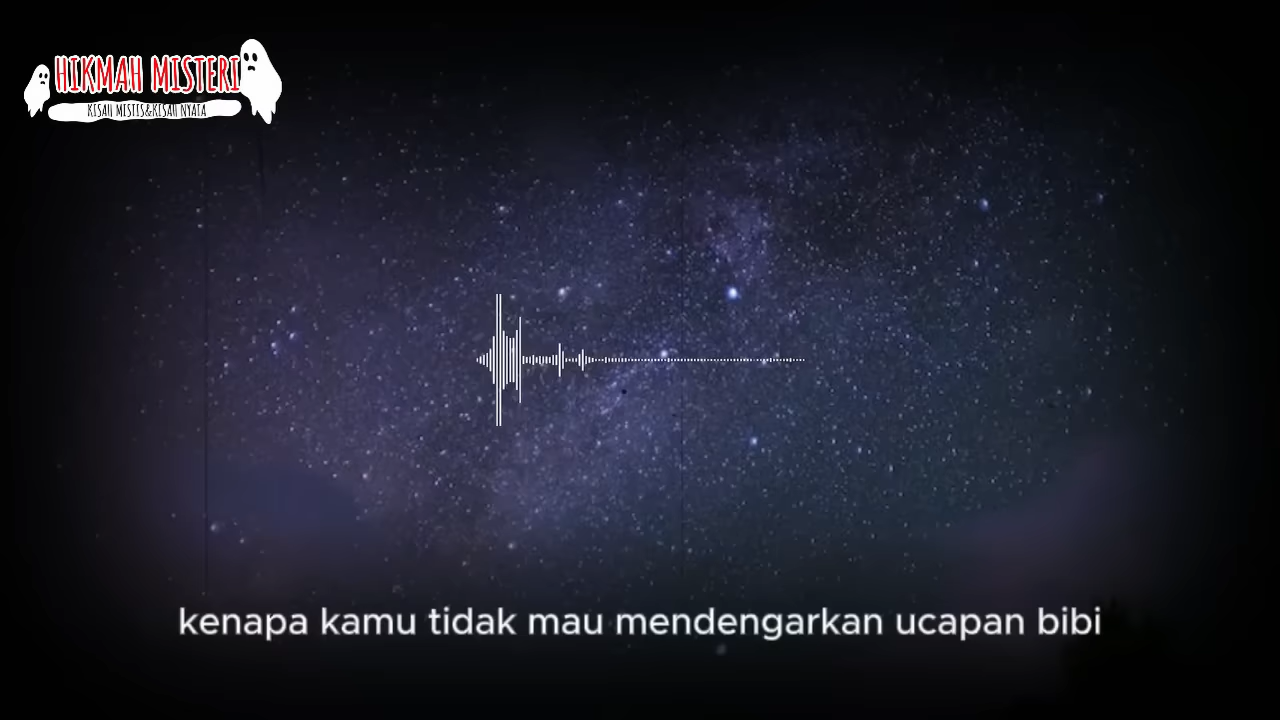 HIKMAH MISTERI
KISAH MISTIS&KISAH NYATA
kenapa kamu tidak mau mendengarkan ucapan bibi